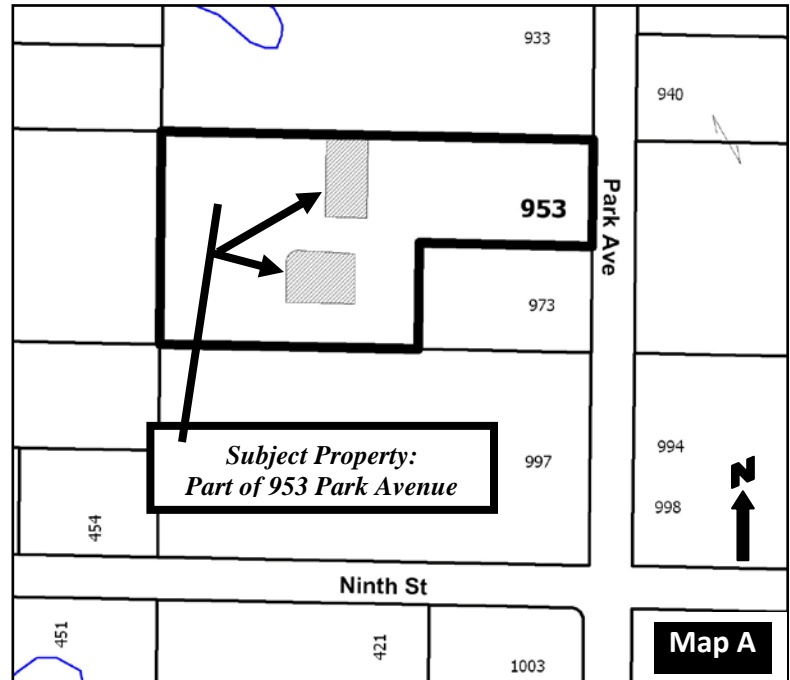 933
940
953
Park Ave
973
Subject Property:
Part of 953 Park Avenue
997
994
N
998
454
Ninth St
451
421
1003
Map A